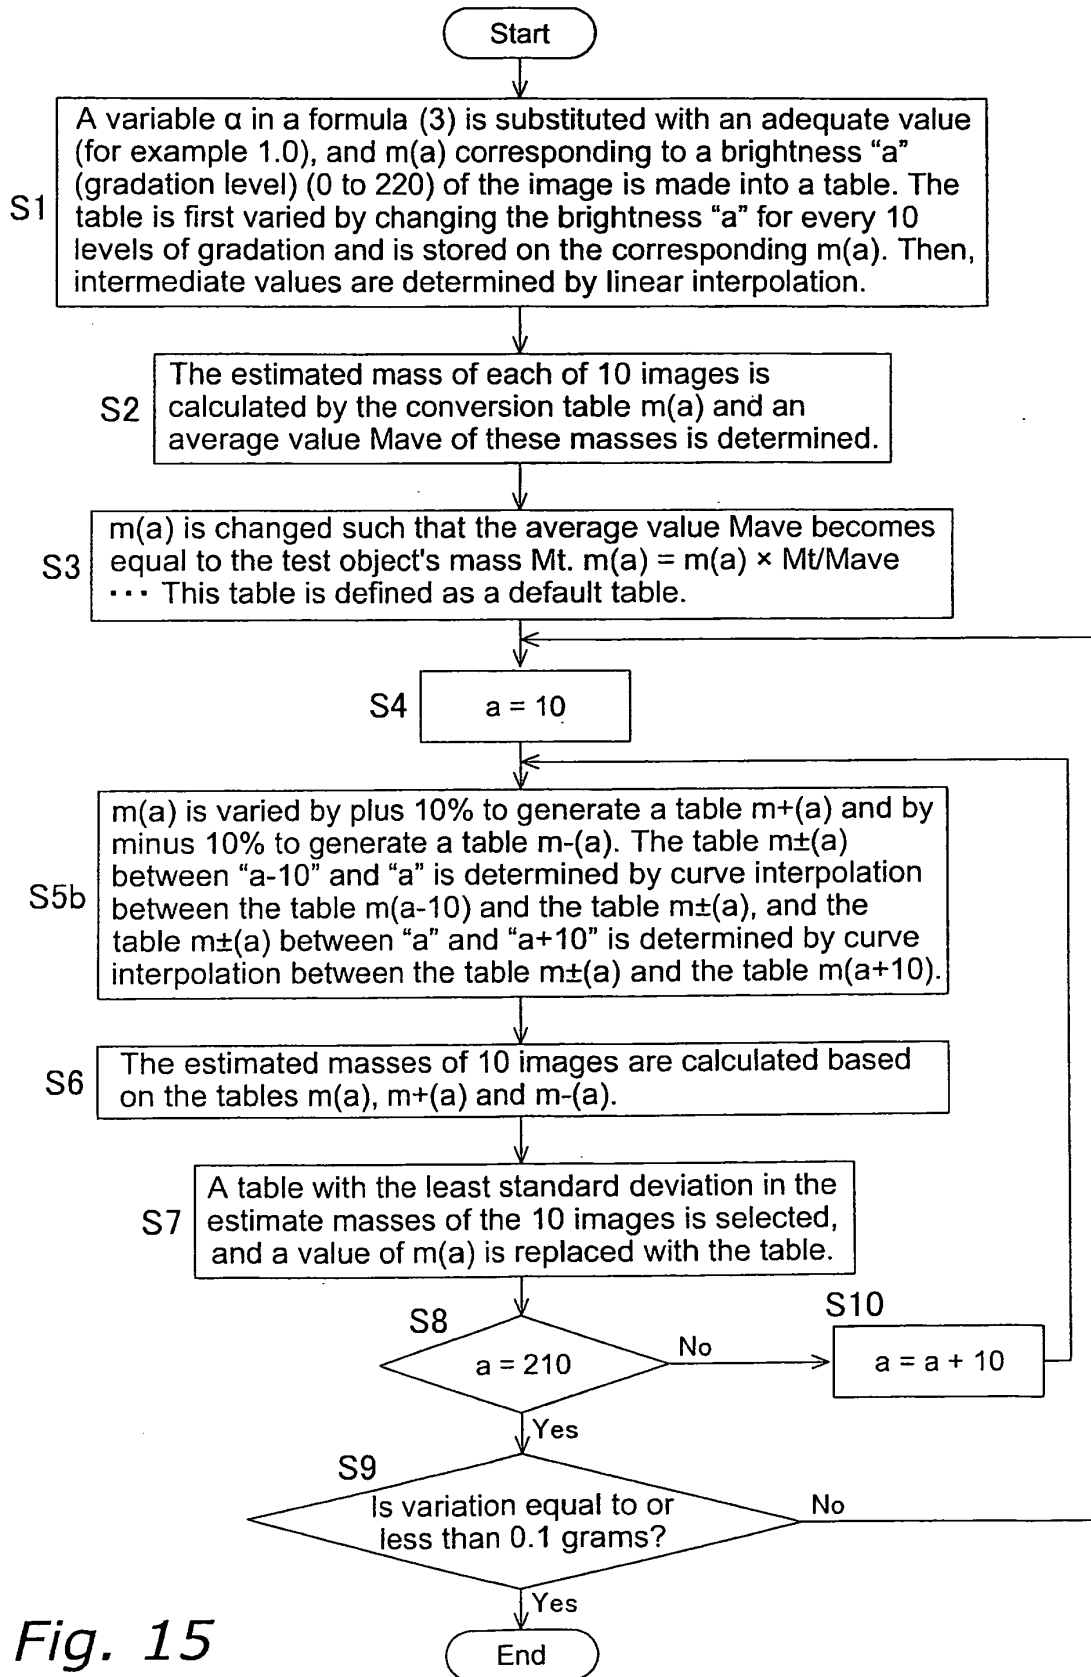 Start
S1
A variable α in a formula (3) is substituted with an adequate value
(for example 1.0), and m(a) corresponding to a brightness “a”
(gradation level) (0 to 220) of the image is made into a table. The
table is first varied by changing the brightness “a” for every 10
levels of gradation and is stored on the corresponding m(a). Then,
intermediate values are determined by linear interpolation.
S2
The estimated mass of each of 10 images is
calculated by the conversion table m(a) and an
average value Mave of these masses is determined.
S3
m(a) is changed such that the average value Mave becomes
equal to the test object's mass Mt. m(a) = m(a) × Mt/Mave
··· This table is defined as a default table.
S4
a = 10
S5b
m(a) is varied by plus 10% to generate a table m+(a) and by
minus 10% to generate a table m-(a). The table m±(a)
between “a-10” and “a” is determined by curve interpolation
between the table m(a-10) and the table m±(a), and the
table m±(a) between “a” and “a+10” is determined by curve
interpolation between the table m±(a) and the table m(a+10).
S6
The estimated masses of 10 images are calculated based
on the tables m(a), m+(a) and m-(a).
S7
A table with the least standard deviation in the
estimate masses of the 10 images is selected,
and a value of m(a) is replaced with the table.
S8
a = 210
No
S10
a = a + 10
Yes
S9
Is variation equal to or
less than 0.1 grams?
No
Yes
End
Fig. 15